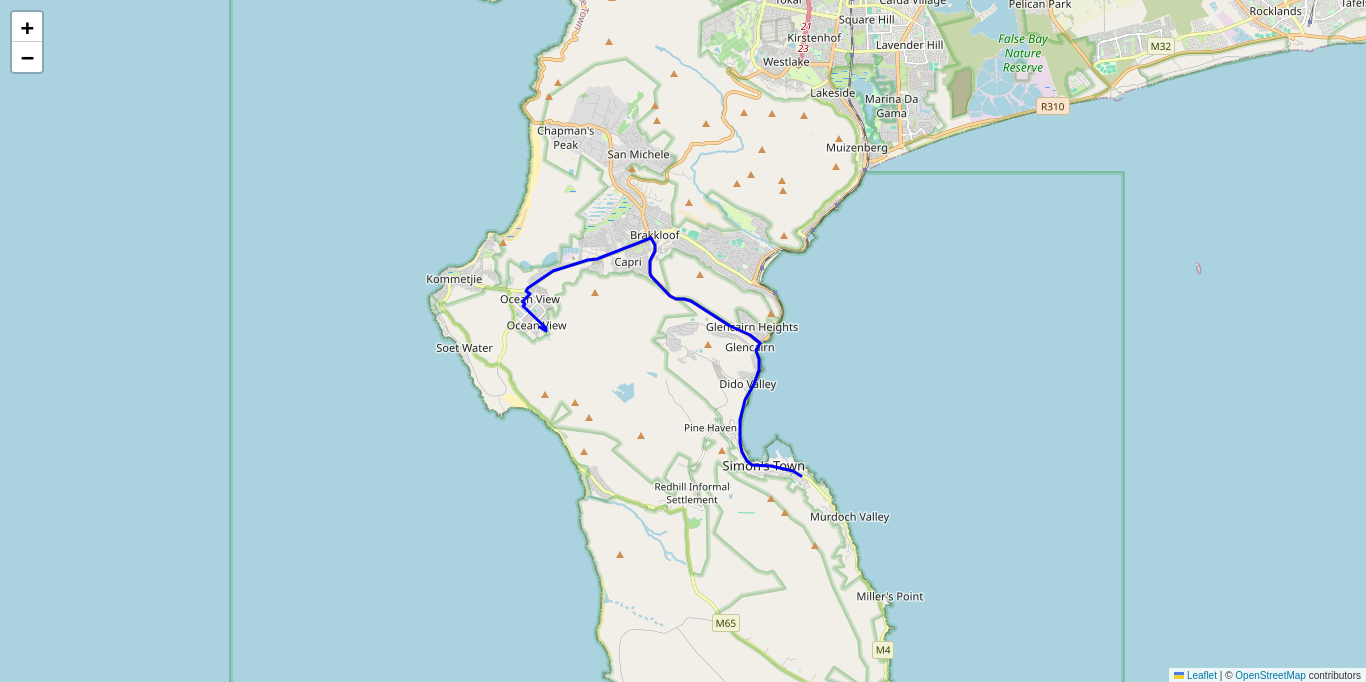 +
−
Square Hill
Pelican Park
Rocklands
21
23
Kirstenhof
Lavender Hill
False Bay
Nature
Reserve
M32
Westlake
Lakeside
Marina Da
Gama
R310
Chapman's
Peak
San Michele
Muizenberg
Brakkloof
Capri
Kommetjie
Ocean View
Ocean View
Glencairn Heights
Soet Water
Glencairn
Dido Valley
Pine Haven
Simon's Town
Redhill Informal
Settlement
Murdoch Valley
Miller's Point
M65
M4
Leaflet | © OpenStreetMap contributors